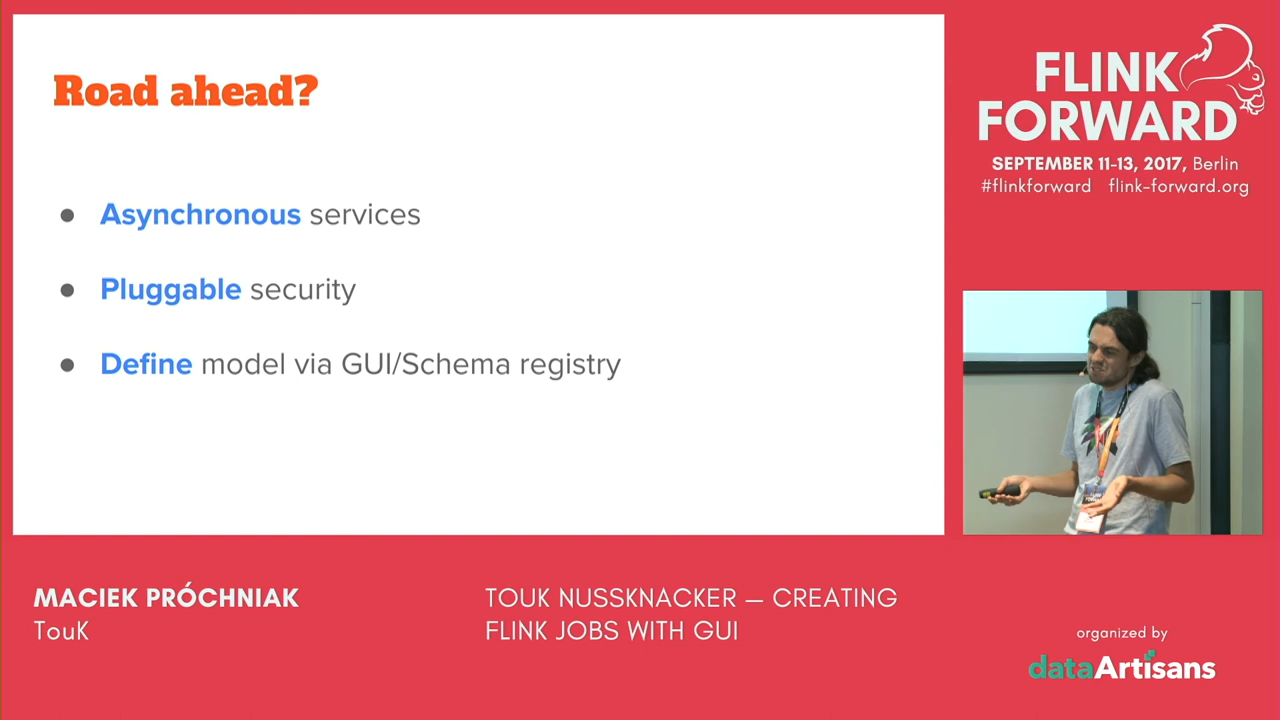 Road ahead?
● Asynchronous services
● Pluggable security
● Define model via GUI/Schema registry
FLINK
FORWARD
SEPTEMBER 11-13, 2017, Berlin
#flinkforward flink-forward.org
MACIEK PRÓCHNIAK
TouK
TOUK NUSSKNACKER — CREATING
FLINK JOBS WITH GUI
organized by
dataArtisans